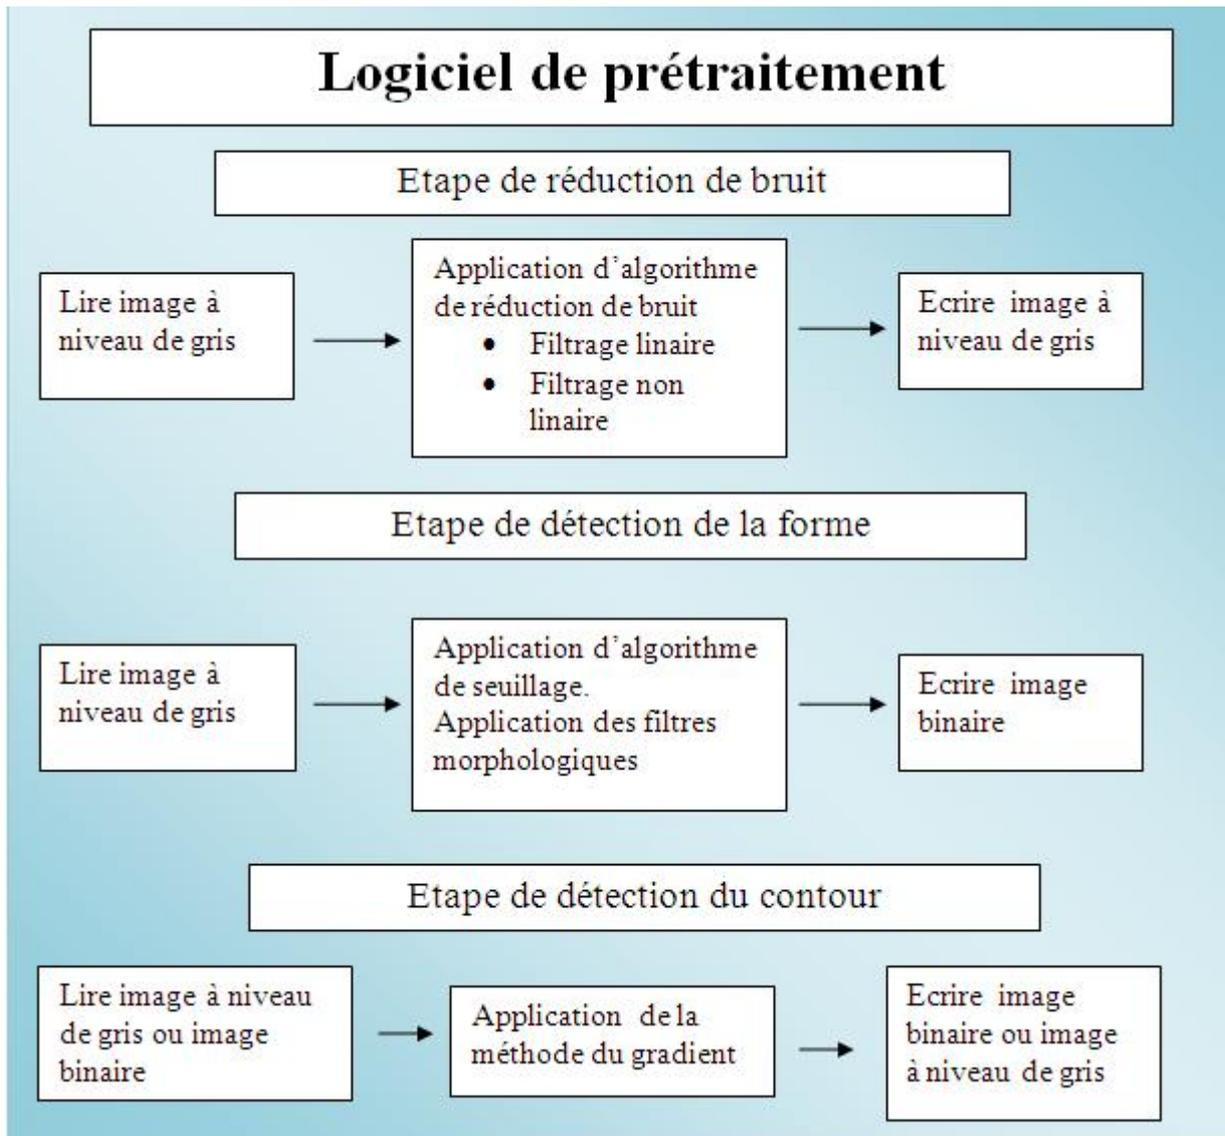 Logiciel de prétraitement
Etape de réduction de bruit
Lire image à
niveau de gris
Application d'algorithme
de réduction de bruit
• Filtrage linaire
• Filtrage non
linaire
Ecrire image à
niveau de gris
Etape de détection de la forme
Lire image à
niveau de gris
Application d'algorithme
de seuillage.
Application des filtres
morphologiques
Ecrire image
binaire
Etape de détection du contour
Lire image à niveau
de gris ou image
binaire
Application de la
méthode du gradient
Ecrire image
binaire ou image
à niveau de gris